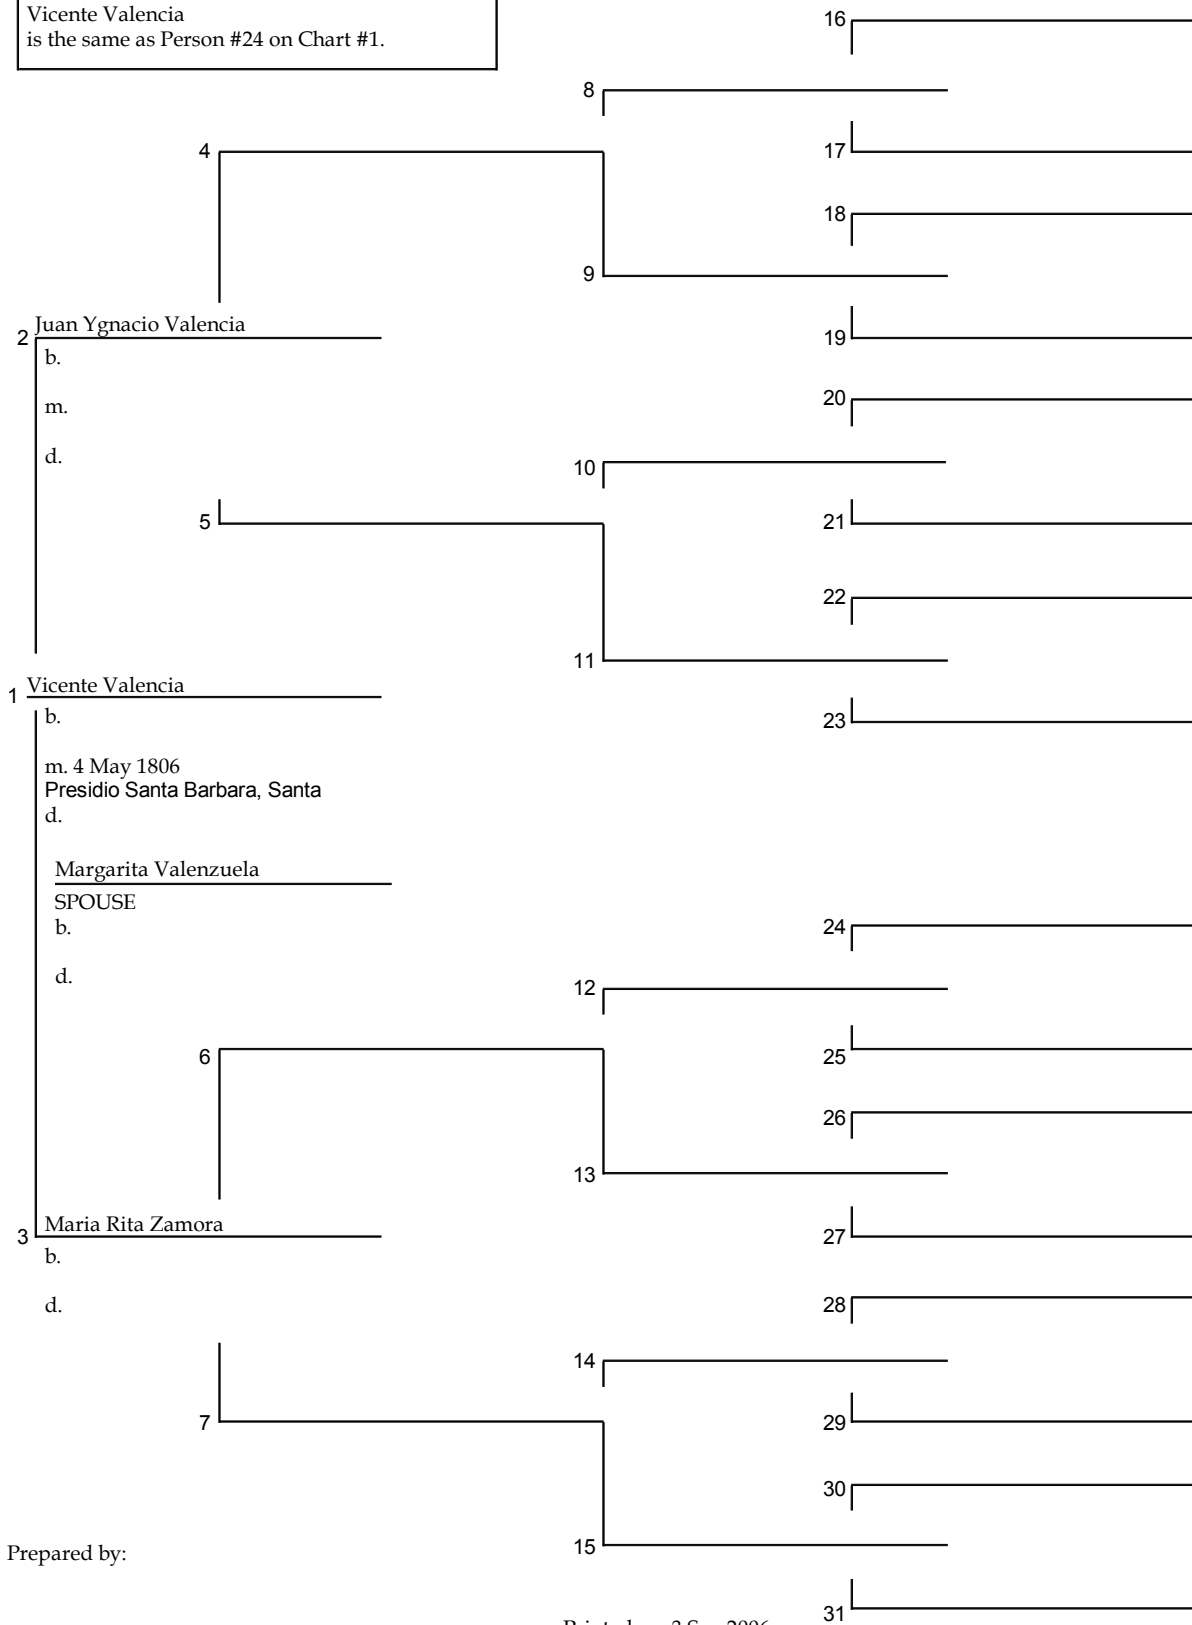 Vicente Valencia
is the same as Person #24 on Chart #1.
16
8
4
17
18
9
2 Juan Ygnacio Valencia
19
b.
20
m.
d.
10
5
21
22
11
1 Vicente Valencia
b.
23
m. 4 May 1806
Presidio Santa Barbara, Santa
d.
Margarita Valenzuela
SPOUSE
b.
24
d.
12
6
25
26
13
3 Maria Rita Zamora
27
b.
d.
28
14
7
29
30
15
Prepared by:
31